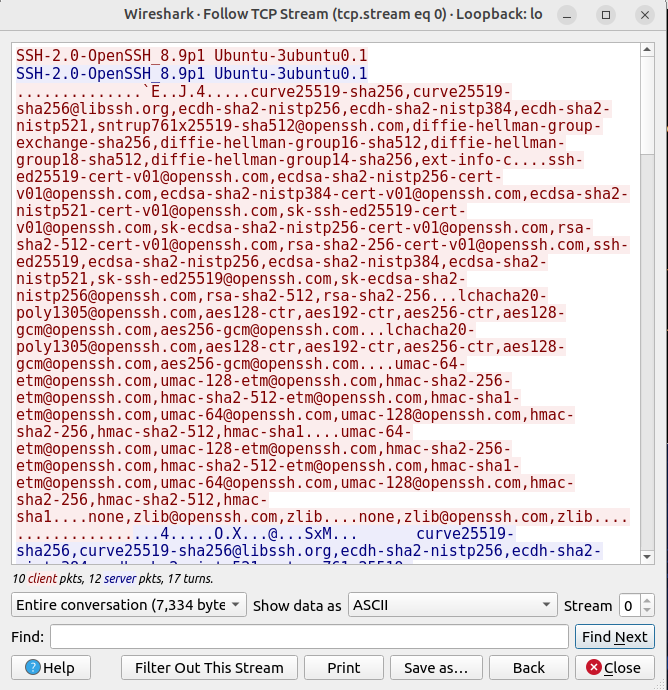 Wireshark · Follow TCP Stream (tcp.stream eq 0) · Loopback: lo
SSH-2.0-OpenSSH_8.9p1 Ubuntu-3ubuntu0.1
SSH-2.0-OpenSSH_8.9p1 Ubuntu-3ubuntu0.1
..............`E..J.4.....curve25519-sha256,curve25519-
sha256@libssh.org,ecdh-sha2-nistp256,ecdh-sha2-nistp384,ecdh-sha2-
nistp521,sntrup761x25519-sha512@openssh.com,diffie-hellman-group-
exchange-sha256,diffie-hellman-group16-sha512,diffie-hellman-
group18-sha512,diffie-hellman-group14-sha256,ext-info-c....ssh-
ed25519-cert-v01@openssh.com,ecdsa-sha2-nistp256-cert-
v01@openssh.com,ecdsa-sha2-nistp384-cert-v01@openssh.com,ecdsa-sha2-
nistp521-cert-v01@openssh.com,sk-ssh-ed25519-cert-
v01@openssh.com,sk-ecdsa-sha2-nistp256-cert-v01@openssh.com,rsa-
sha2-512-cert-v01@openssh.com,rsa-sha2-256-cert-v01@openssh.com,ssh-
ed25519,ecdsa-sha2-nistp256,ecdsa-sha2-nistp384,ecdsa-sha2-
nistp521,sk-ssh-ed25519@openssh.com,sk-ecdsa-sha2-
nistp256@openssh.com,rsa-sha2-512,rsa-sha2-256...lchacha20-
poly1305@openssh.com,aes128-ctr,aes192-ctr,aes256-ctr,aes128-
gcm@openssh.com,aes256-gcm@openssh.com...lchacha20-
poly1305@openssh.com,aes128-ctr,aes192-ctr,aes256-ctr,aes128-
gcm@openssh.com,aes256-gcm@openssh.com....umac-64-
etm@openssh.com,umac-128-etm@openssh.com,hmac-sha2-256-
etm@openssh.com,hmac-sha2-512-etm@openssh.com,hmac-sha1-
etm@openssh.com,umac-64@openssh.com,umac-128@openssh.com,hmac-
sha2-256,hmac-sha2-512,hmac-sha1....umac-64-
etm@openssh.com,umac-128-etm@openssh.com,hmac-sha2-256-
etm@openssh.com,hmac-sha2-512-etm@openssh.com,hmac-sha1-
etm@openssh.com,umac-64@openssh.com,umac-128@openssh.com,hmac-
sha2-256,hmac-sha2-512,hmac-
sha1....none,zlib@openssh.com,zlib....none,zlib@openssh.com,zlib....
.................4.....O.X...@...SxM... curve25519-
sha256,curve25519-sha256@libssh.org,ecdh-sha2-nistp256,ecdh-sha2-
10 client pkts, 12 server pkts, 17 turns.
Entire conversation (7,334 byte Show data as ASCII Stream 0
Find: Find Next
Help Filter Out This Stream Print Save as… Back Close